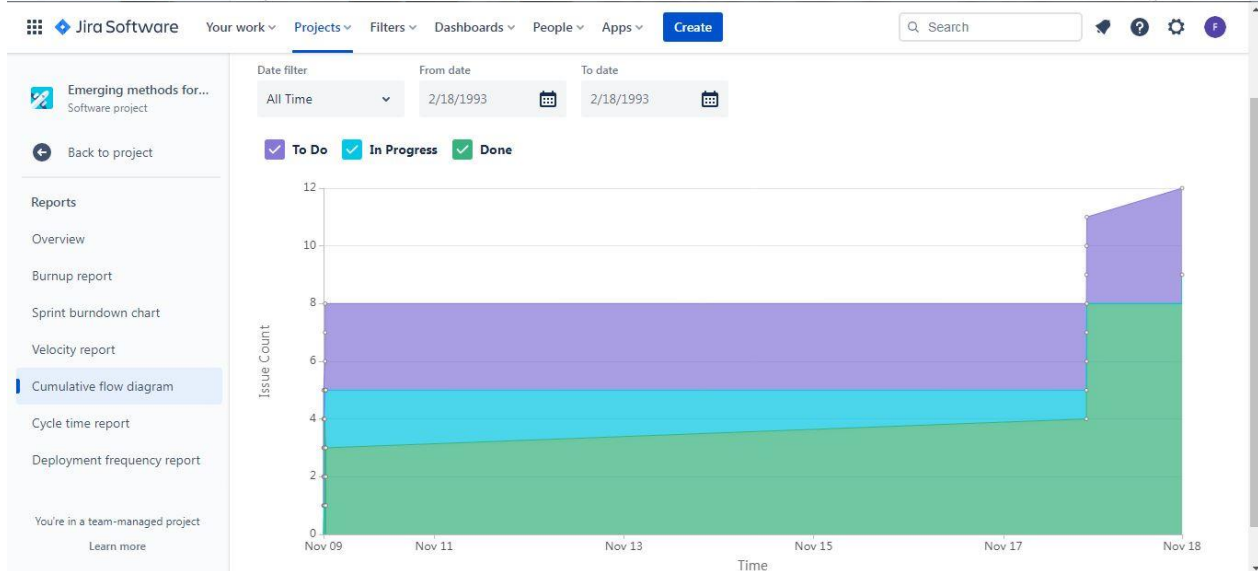 Jira Software Your work Projects Filters Dashboards People Apps Create Search F
Emerging methods for...
Software project
Back to project
Reports
Overview
Burnup report
Sprint burndown chart
Velocity report
Cumulative flow diagram
Cycle time report
Deployment frequency report
You're in a team-managed project
Learn more
Date filter From date To date
All Time 2/18/1993 2/18/1993
To Do In Progress Done
12
10
8
6
4
2
0
Issue Count
Nov 09 Nov 11 Nov 13 Nov 15 Nov 17 Nov 18
Time